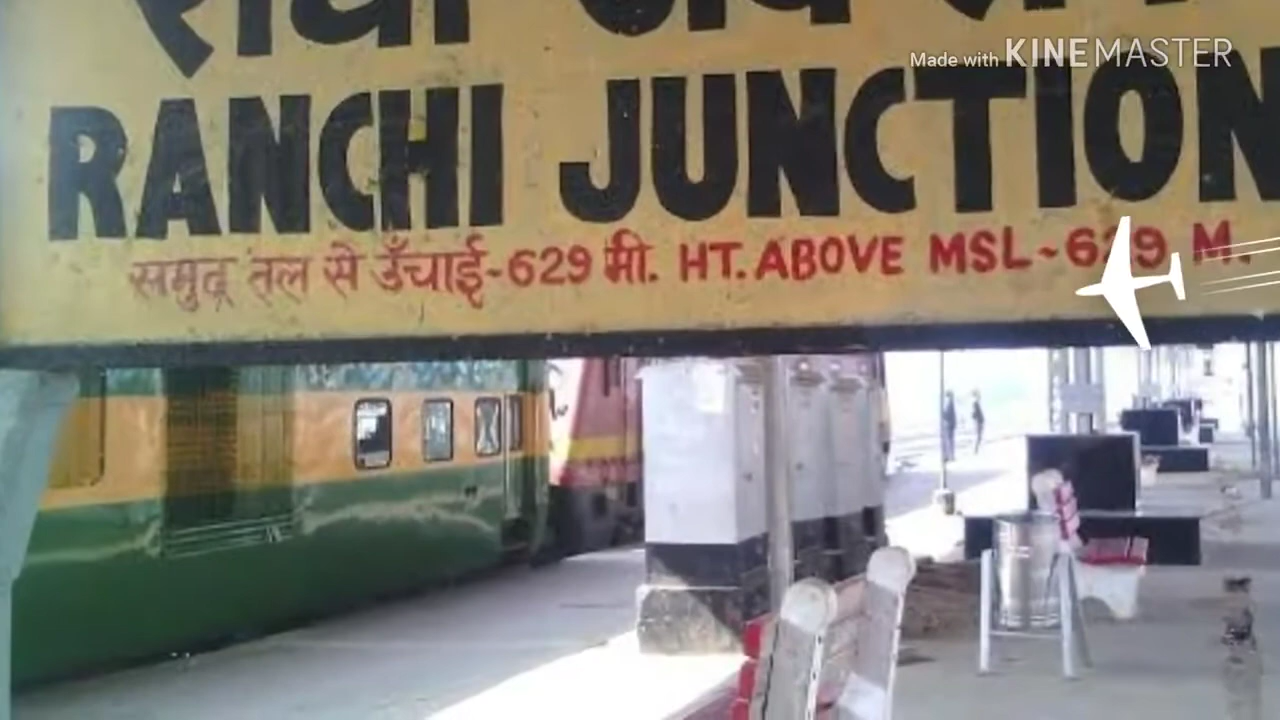 Made with KINEMASTER
RANCHI JUNCTION
समुद्र तल से ऊँचाई-629 मी. HT. ABOVE MSL-629 M.